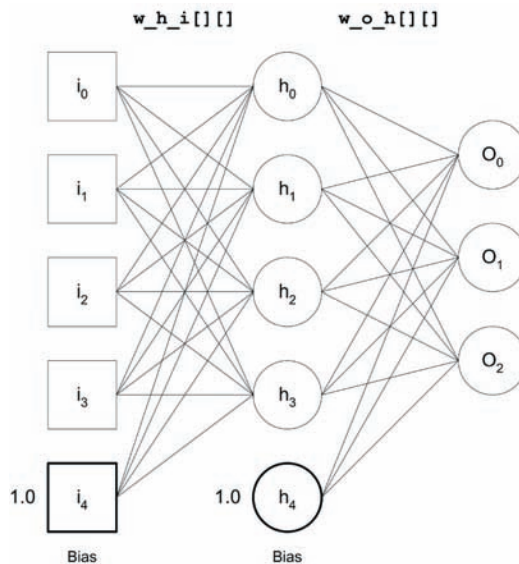 w_h_i[][] w_o_h[][]
i0 h0
O0
i1 h1
O1
i2 h2
O2
i3 h3
1.0 i4 1.0 h4
Bias Bias